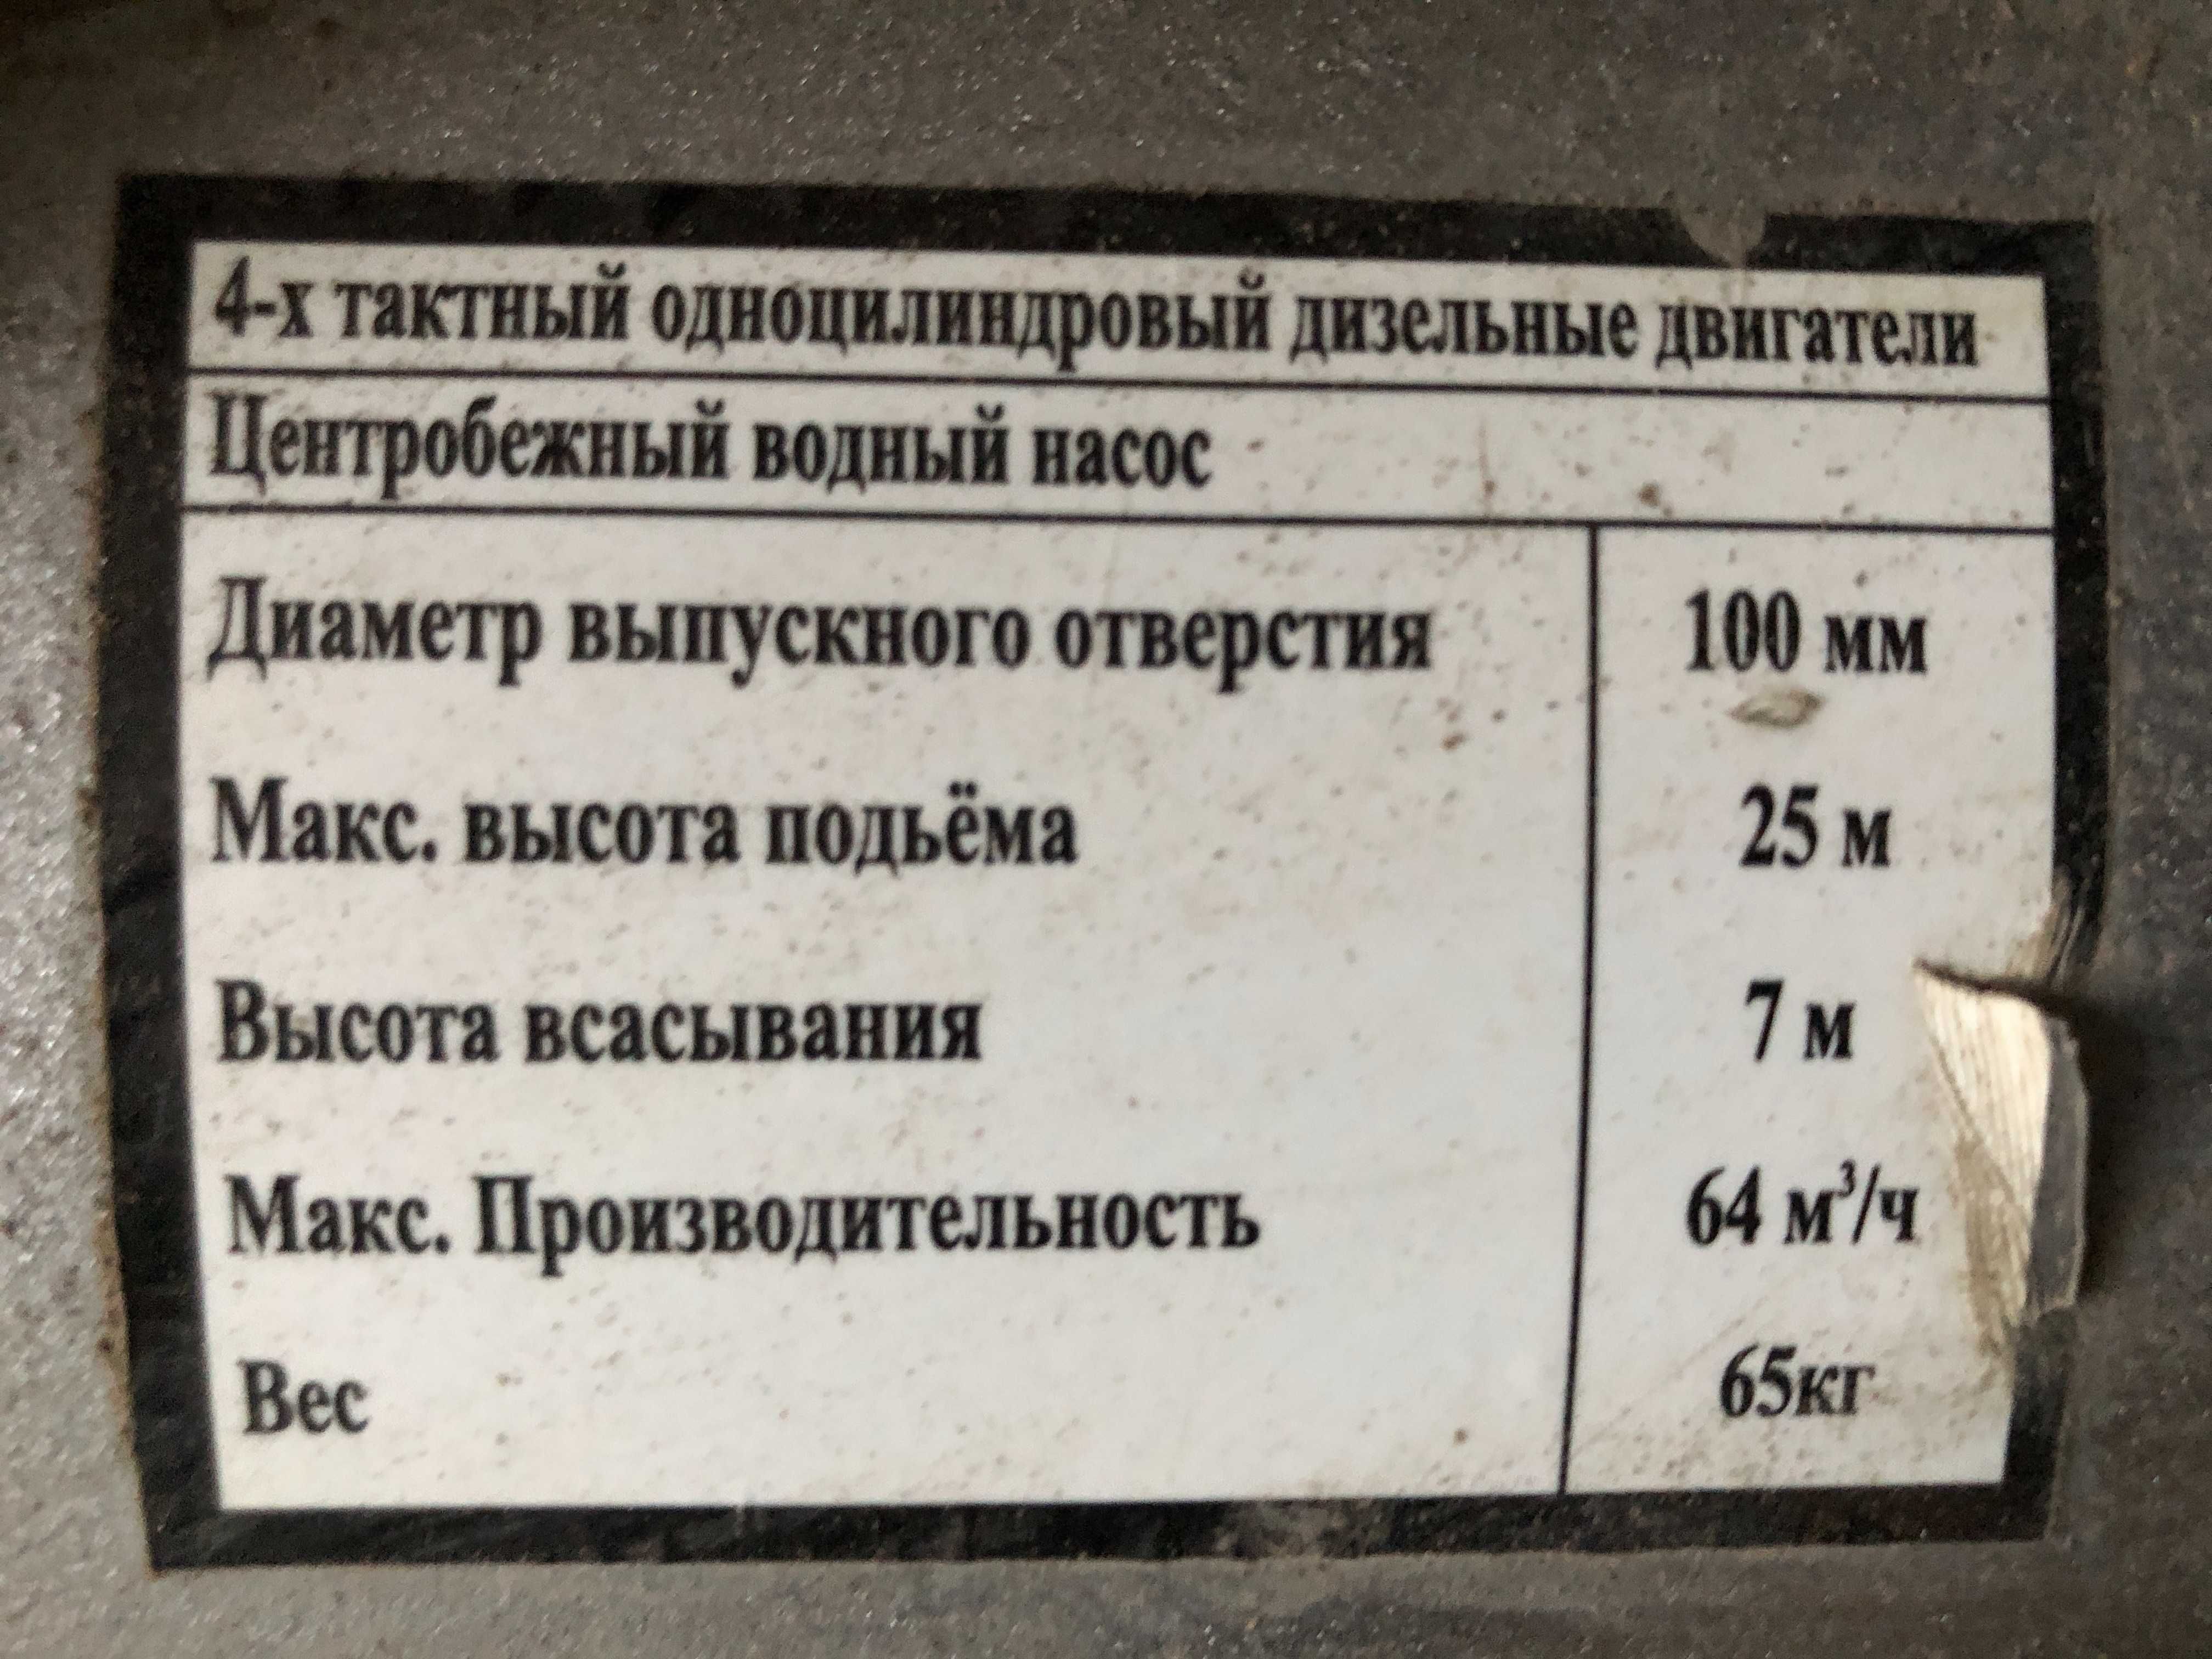 4-х тактный одноцилиндровый дизельные двигатели
Центробежный водный насос
Диаметр выпускного отверстия 100 мм
Макс. высота подьёма 25 м
Высота всасывания 7 м
Макс. Производительность 64 м³/ч
Вес 65кг